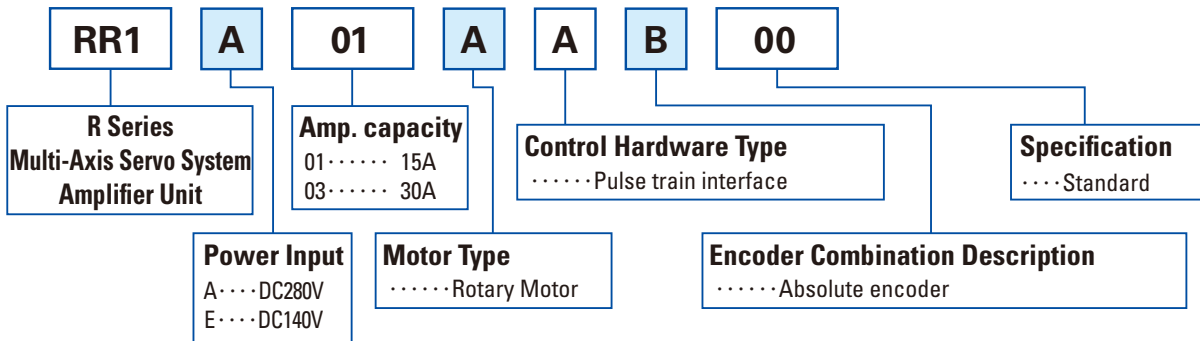 RR1 A 01 A A B 00
R Series
Multi-Axis Servo System
Amplifier Unit
Amp. capacity
01······ 15A
03······ 30A
Control Hardware Type
······Pulse train interface
Specification
····Standard
Power Input
A····DC280V
E····DC140V
Motor Type
······Rotary Motor
Encoder Combination Description
······Absolute encoder